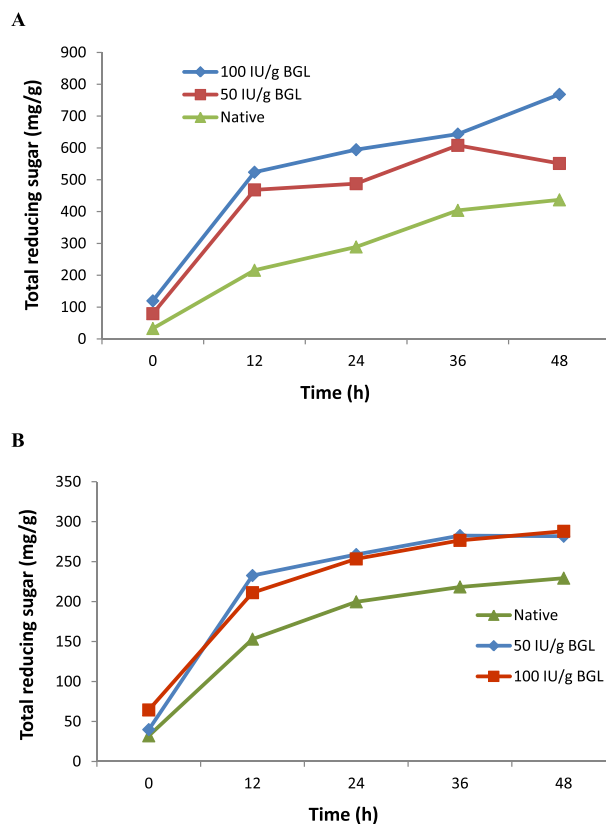 A
Total reducing sugar (mg/g)
900
800
700
600
500
400
300
200
100
0
100 IU/g BGL
50 IU/g BGL
Native
0 12 24 36 48
Time (h)
B
Total reducing sugar (mg/g)
350
300
250
200
150
100
50
0
Native
50 IU/g BGL
100 IU/g BGL
0 12 24 36 48
Time (h)